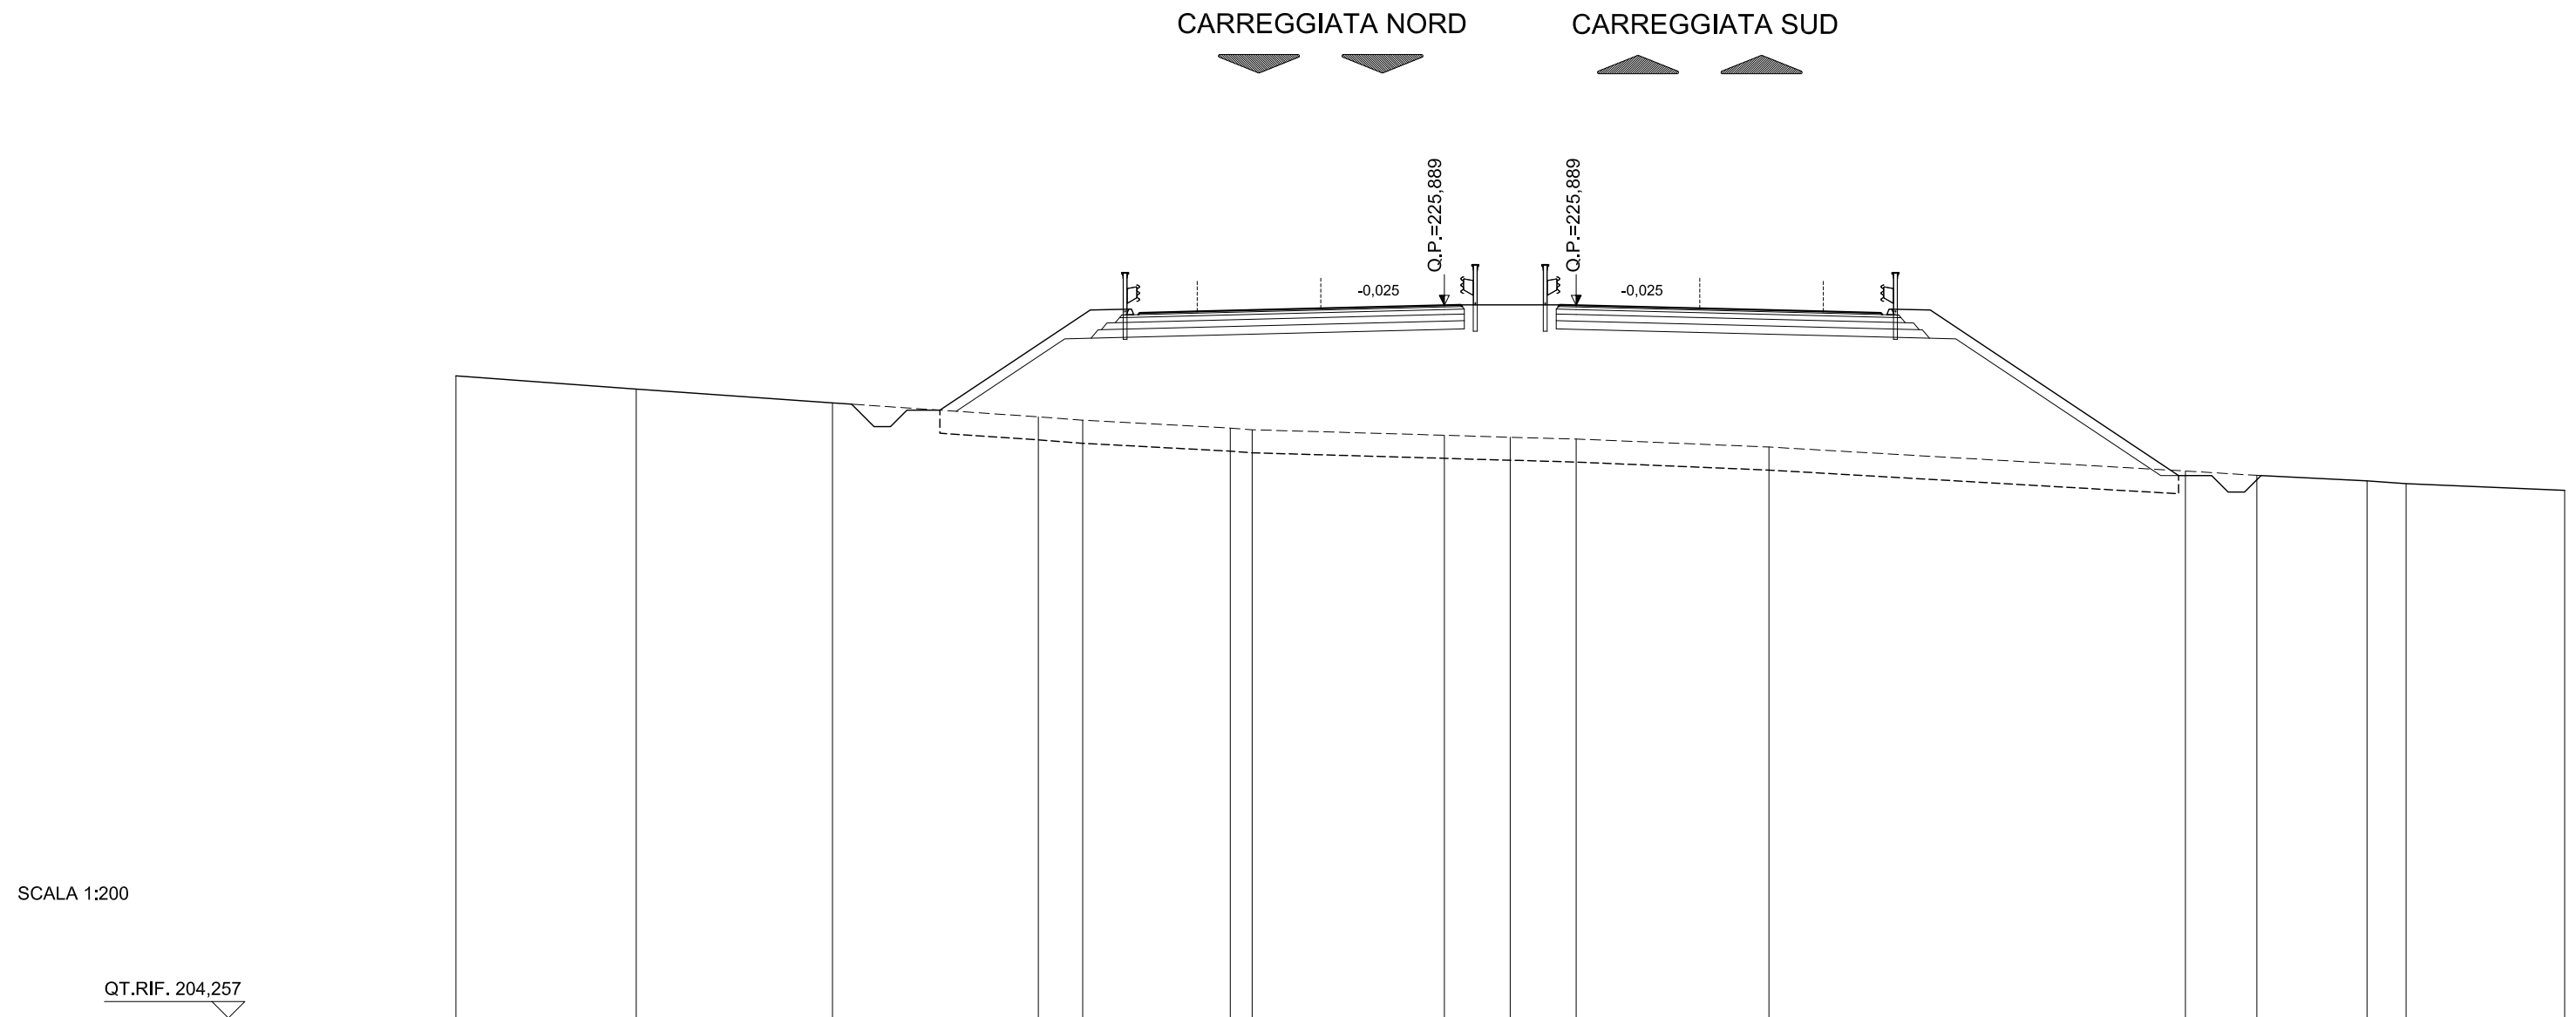 CARREGGIATA NORD
CARREGGIATA SUD
Q.P.=225,889
Q.P.=225,889
-0,025
-0,025
SCALA 1:200
QT.RIF. 204,257